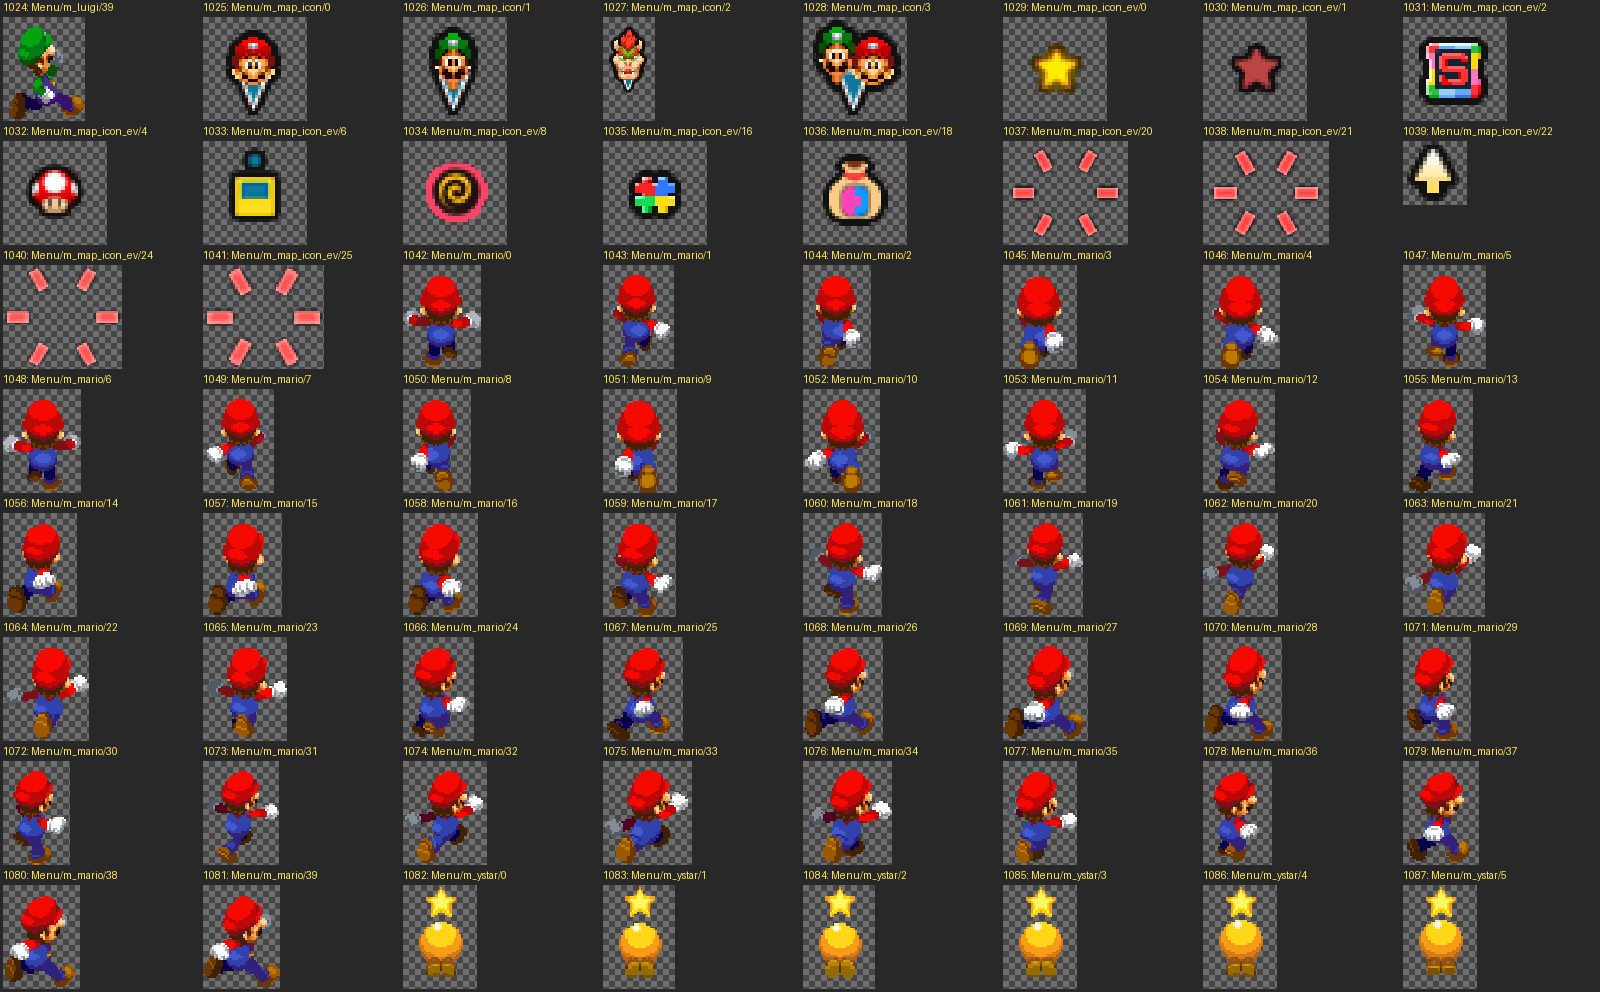 1024: Menu/m_luigi/39
1025: Menu/m_map_icon/0
1026: Menu/m_map_icon/1
1027: Menu/m_map_icon/2
1028: Menu/m_map_icon/3
1029: Menu/m_map_icon_ev/0
1030: Menu/m_map_icon_ev/1
1031: Menu/m_map_icon_ev/2
S
1032: Menu/m_map_icon_ev/4
1033: Menu/m_map_icon_ev/6
1034: Menu/m_map_icon_ev/8
1035: Menu/m_map_icon_ev/16
1036: Menu/m_map_icon_ev/18
1037: Menu/m_map_icon_ev/20
1038: Menu/m_map_icon_ev/21
1039: Menu/m_map_icon_ev/22
1040: Menu/m_map_icon_ev/24
1041: Menu/m_map_icon_ev/25
1042: Menu/m_mario/0
1043: Menu/m_mario/1
1044: Menu/m_mario/2
1045: Menu/m_mario/3
1046: Menu/m_mario/4
1047: Menu/m_mario/5
1048: Menu/m_mario/6
1049: Menu/m_mario/7
1050: Menu/m_mario/8
1051: Menu/m_mario/9
1052: Menu/m_mario/10
1053: Menu/m_mario/11
1054: Menu/m_mario/12
1055: Menu/m_mario/13
1056: Menu/m_mario/14
1057: Menu/m_mario/15
1058: Menu/m_mario/16
1059: Menu/m_mario/17
1060: Menu/m_mario/18
1061: Menu/m_mario/19
1062: Menu/m_mario/20
1063: Menu/m_mario/21
1064: Menu/m_mario/22
1065: Menu/m_mario/23
1066: Menu/m_mario/24
1067: Menu/m_mario/25
1068: Menu/m_mario/26
1069: Menu/m_mario/27
1070: Menu/m_mario/28
1071: Menu/m_mario/29
1072: Menu/m_mario/30
1073: Menu/m_mario/31
1074: Menu/m_mario/32
1075: Menu/m_mario/33
1076: Menu/m_mario/34
1077: Menu/m_mario/35
1078: Menu/m_mario/36
1079: Menu/m_mario/37
1080: Menu/m_mario/38
1081: Menu/m_mario/39
1082: Menu/m_ystar/0
1083: Menu/m_ystar/1
1084: Menu/m_ystar/2
1085: Menu/m_ystar/3
1086: Menu/m_ystar/4
1087: Menu/m_ystar/5